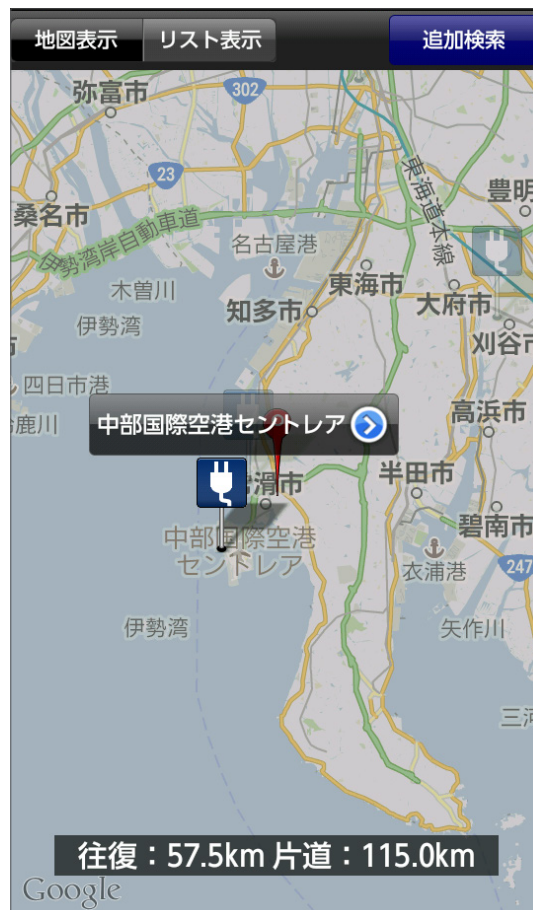 地図表示 リスト表示 追加検索
弥富市
302
23
豊明
桑名市
伊勢湾岸自動車道
東海道本線
名古屋港
東海市
木曽川
知多市
大府市
伊勢湾
刈谷
四日市港
鹿川
中部国際空港セントレア
高浜市
滑市
半田市
碧南市
中部国際空港
セントレア
衣浦港
247
伊勢湾
矢作川
三河
往復:57.5km 片道:115.0km
Google